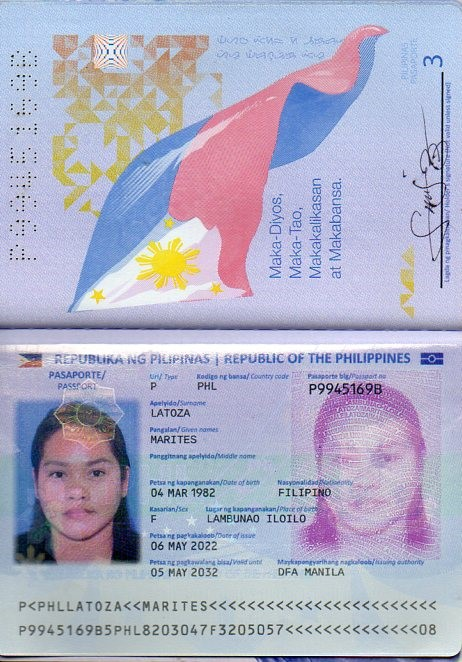 P9945169B
PILIPINAS
PASAPORTE
3
Maka-Diyos,
Maka-Tao,
Makakalikasan
at Makabansa.
REPUBLIKA NG PILIPINAS | REPUBLIC OF THE PHILIPPINES
PASAPORTE/
PASSPORT
Uri/ Type
Kodigo ng bansa/ Country code
Pasaporte blg/Passport no
P
PHL
P9945169B
Apelyido/Surname
LATOZA
Pangalan/ Given names
MARITES
Panggitnang apelyido/Middle name
Petsa ng kapanganakan/Date of birth
Nasyonalidad/Nationality
04 MAR 1982
FILIPINO
Kasarian/Sex
Lugar ng kapanganakan/Place of birth
F
LAMBUNAO ILOILO
Petsa ng pagkakaloob/Date of issue
06 MAY 2022
Petsa ng pagkawalang bisa/Valid until
Maykapangyarihang nagkaloob/Issuing authority
05 MAY 2032
DFA MANILA
P<PHLLATOZA<<MARITES<<<<<<<<<<<<<<<<<<<<<<<<
P9945169B5PHL8203047F3205057<<<<<<<<<<<<<<08